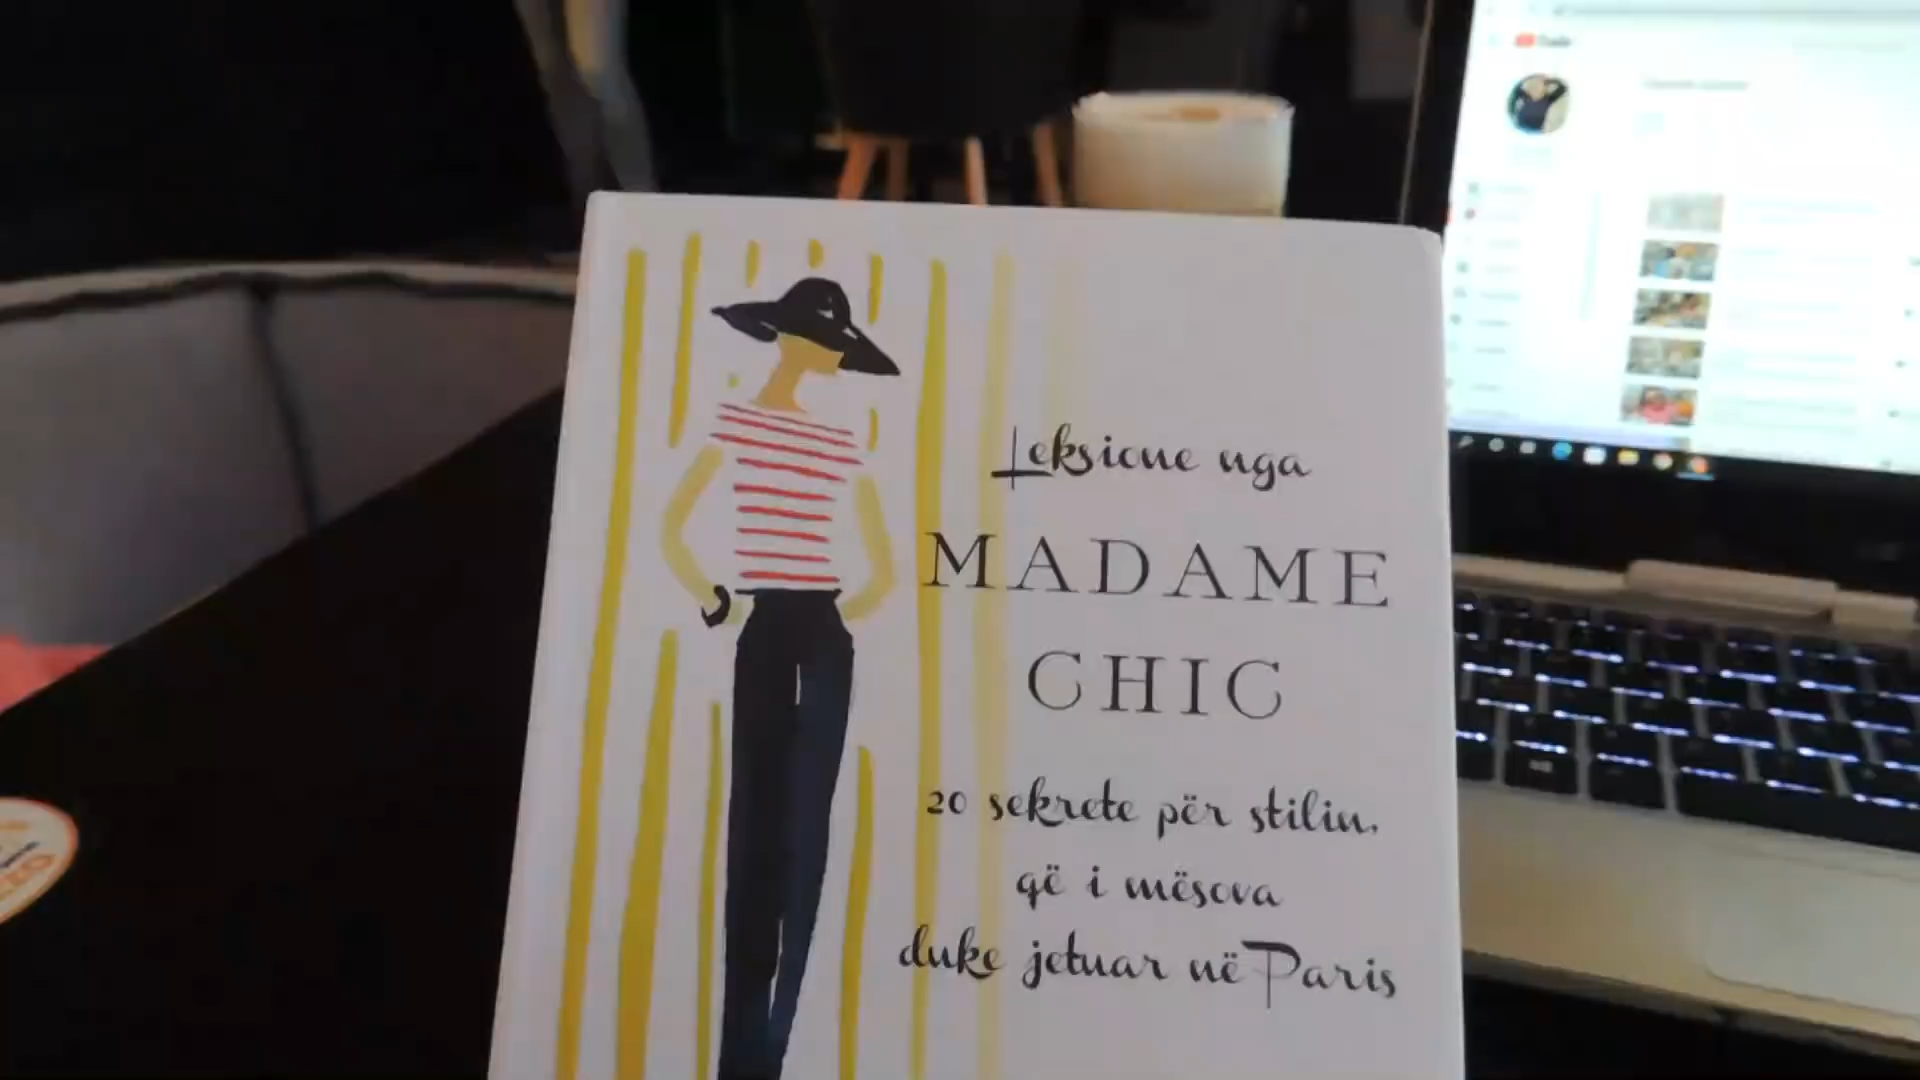 Leksione nga
MADAME
CHIC
20 sekrete për stilin,
që i mësova
duke jetuar në Paris